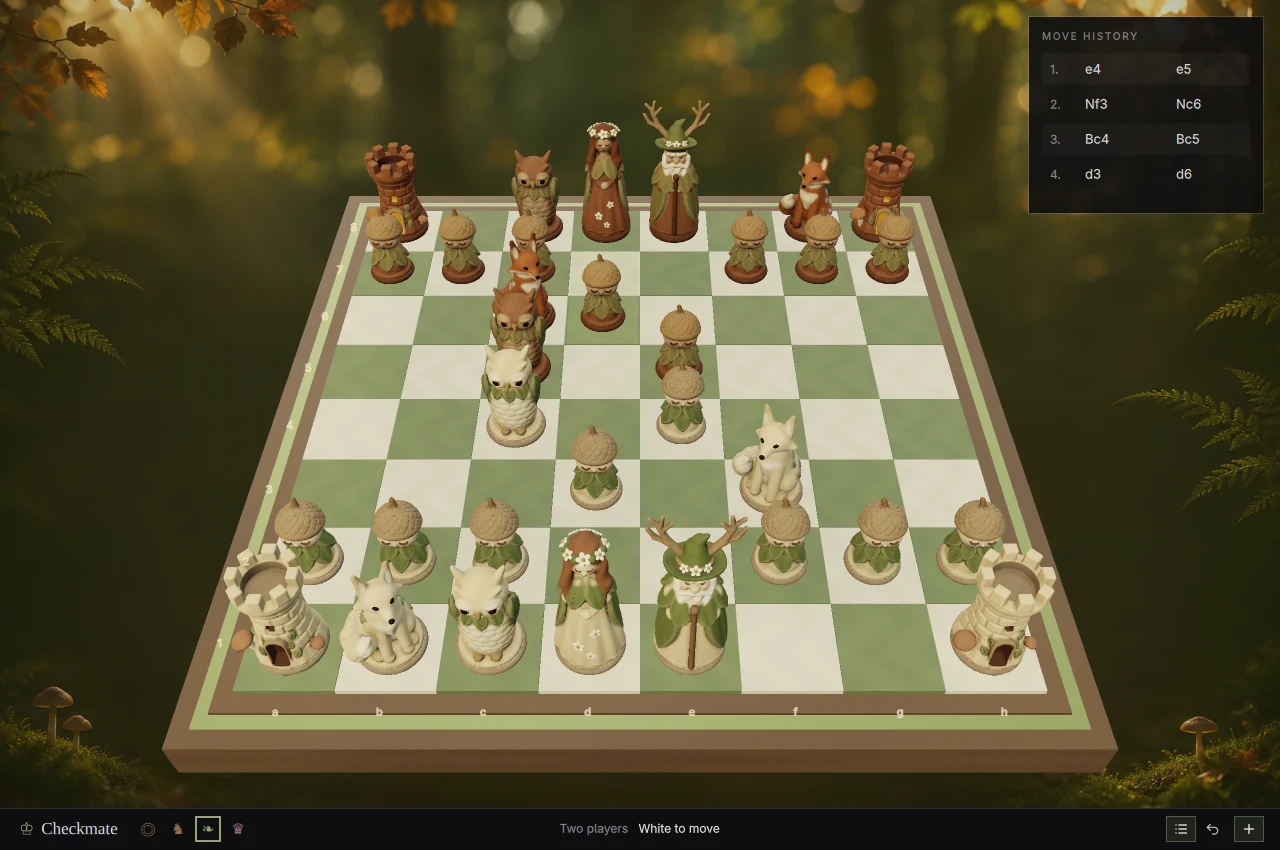 MOVE HISTORY
1. e4 e5
2. Nf3 Nc6
3. Bc4 Bc5
4. d3 d6
8
7
6
5
4
3
1
a b c d e f g h
Checkmate
Two players White to move